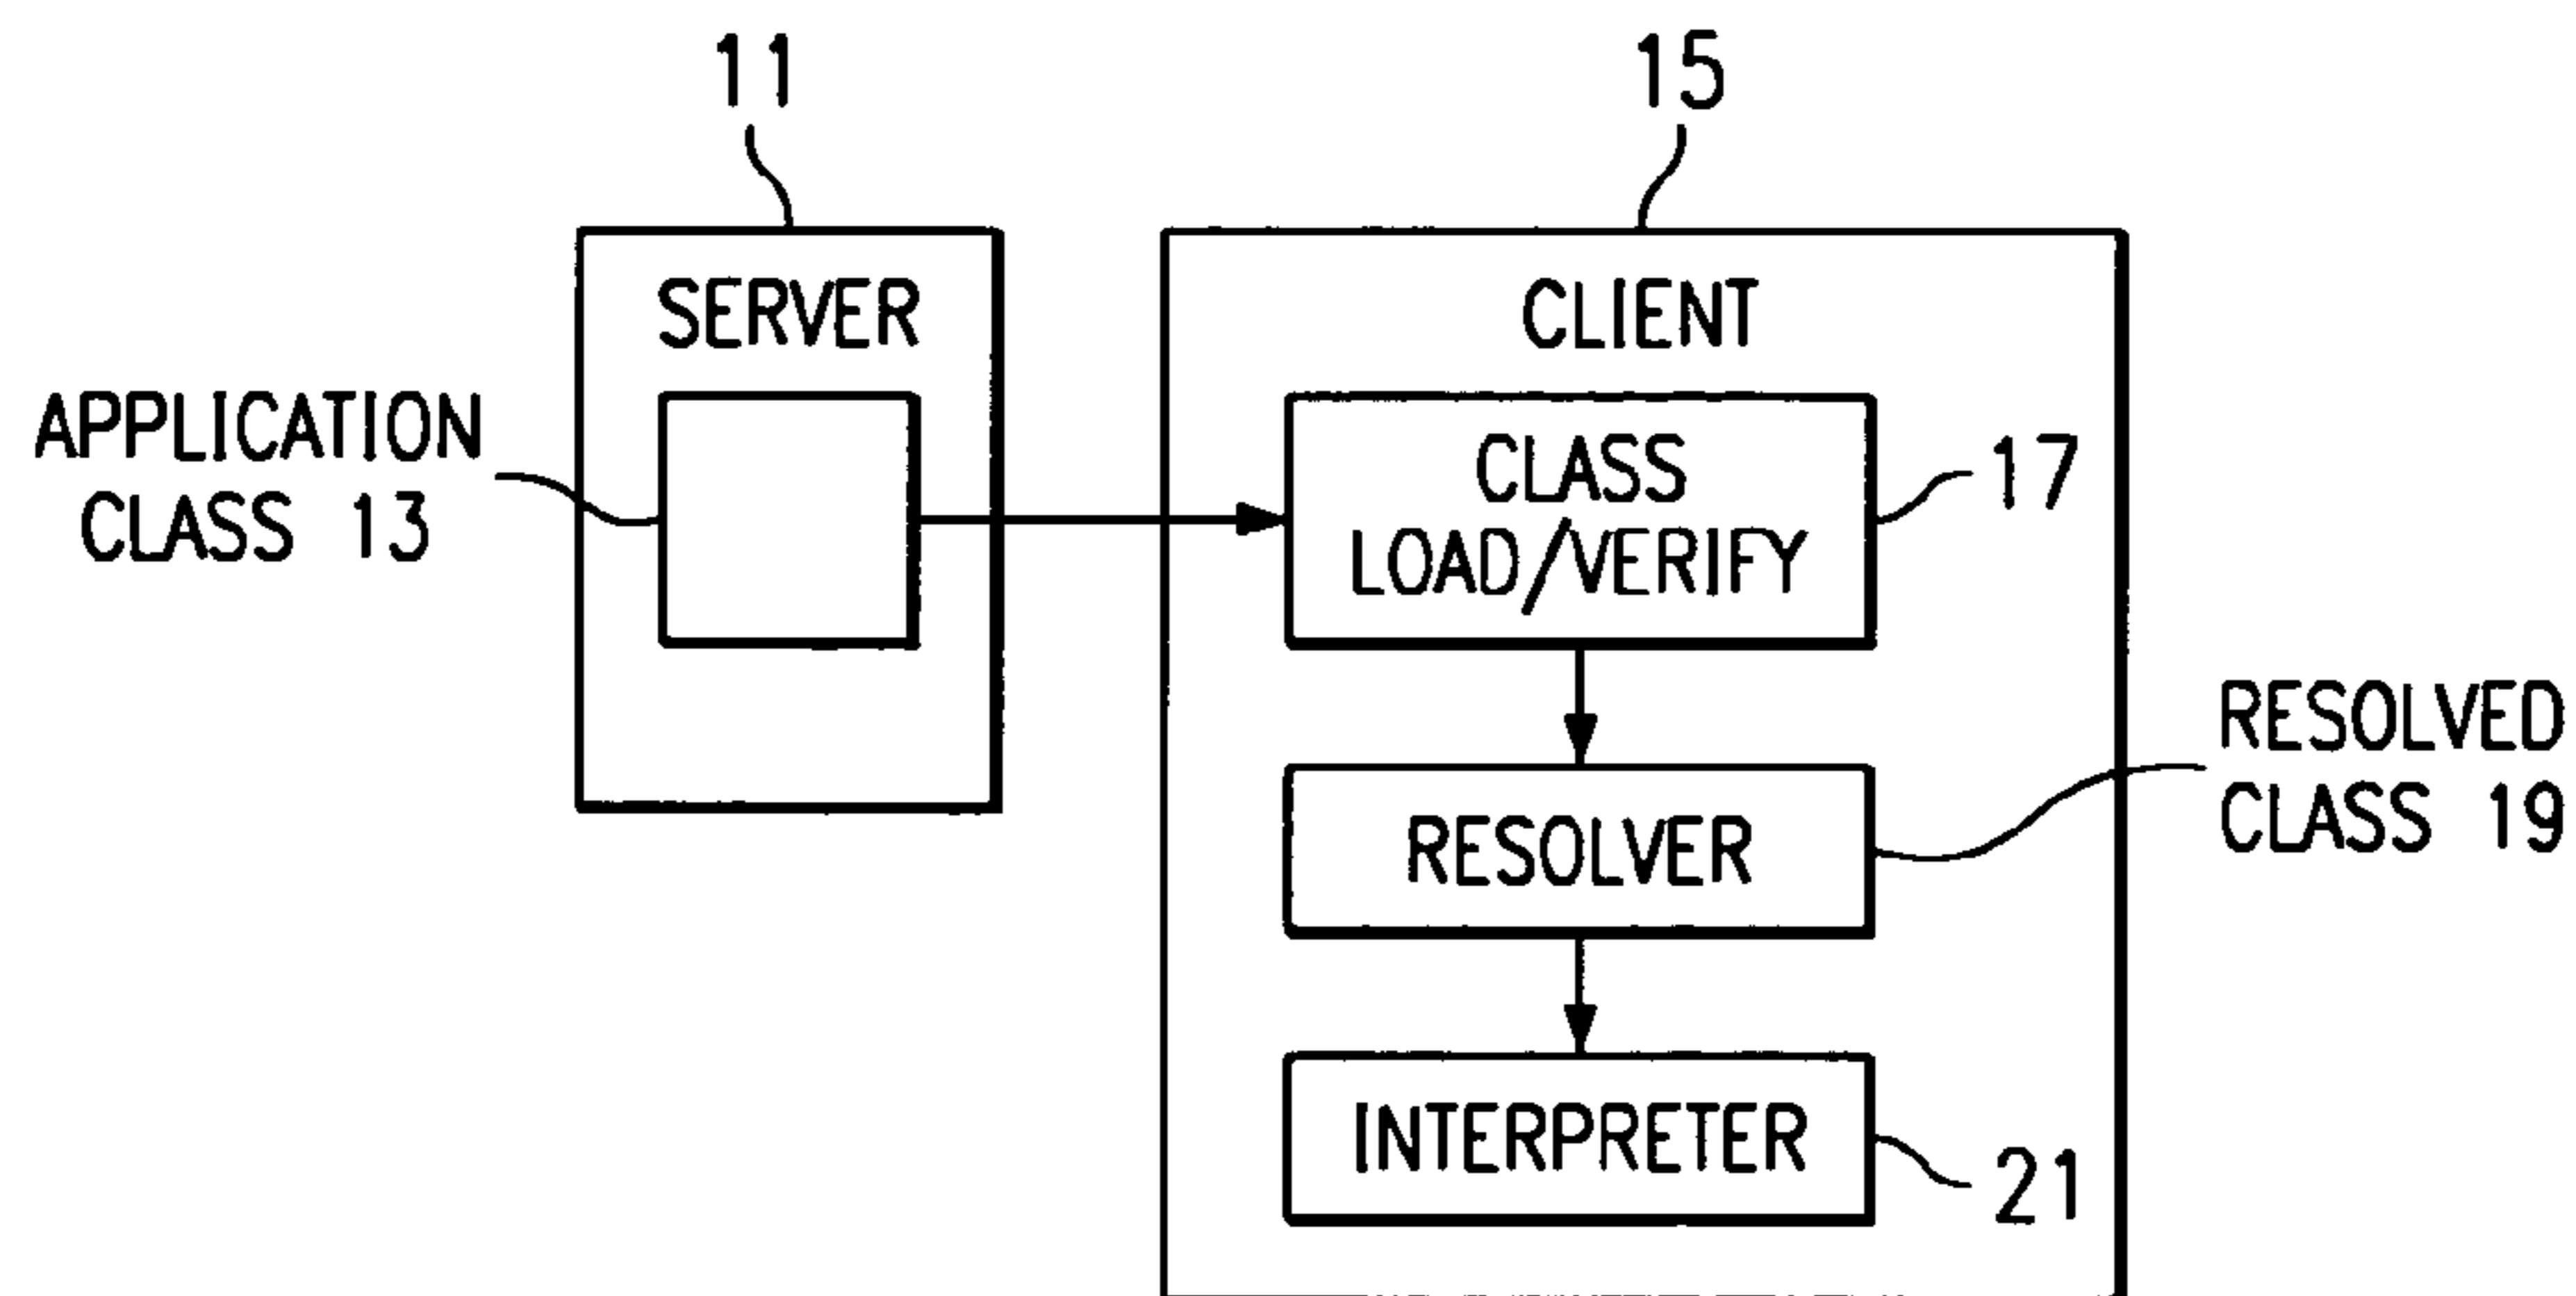 11
15
SERVER
CLIENT
APPLICATION
CLASS 13
CLASS
LOAD/VERIFY
17
RESOLVED
CLASS 19
RESOLVER
INTERPRETER
21